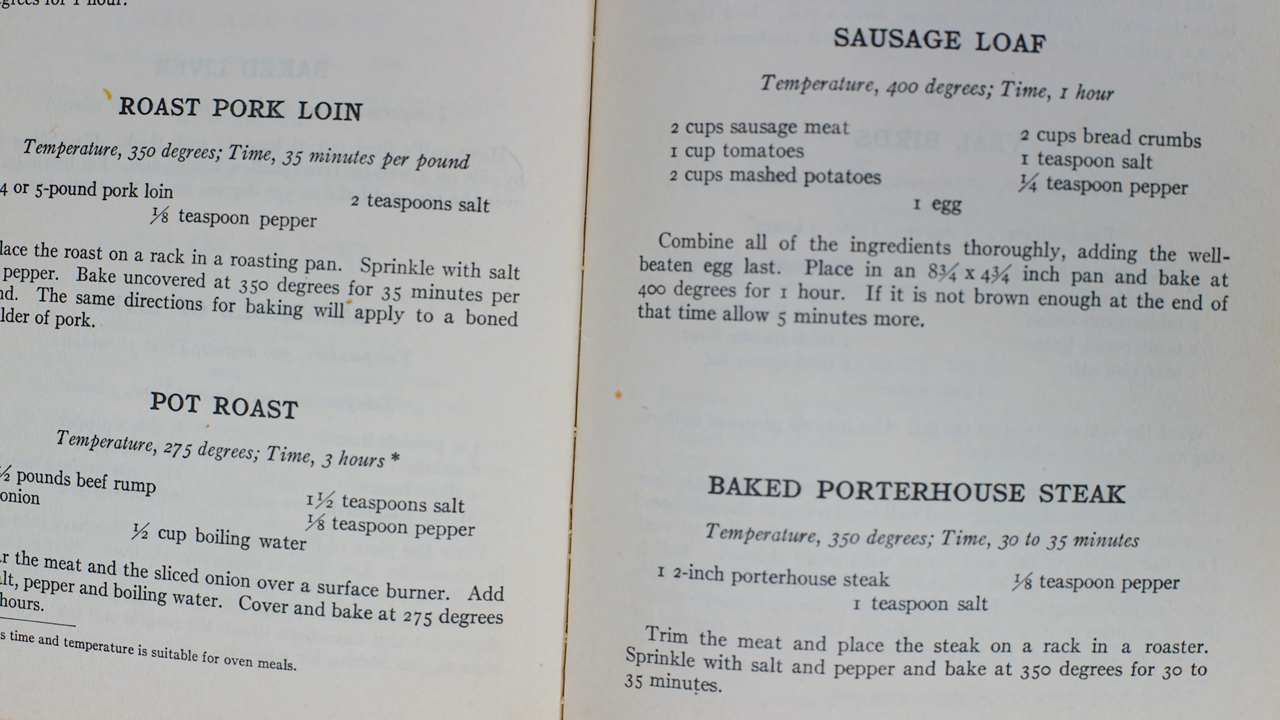 for 1 hour.
ROAST PORK LOIN
Temperature, 350 degrees; Time, 35 minutes per pound
4 or 5-pound pork loin
2 teaspoons salt
⅛ teaspoon pepper
lace the roast on a rack in a roasting pan. Sprinkle with salt
pepper. Bake uncovered at 350 degrees for 35 minutes per
nd. The same directions for baking will apply to a boned
lder of pork.
POT ROAST
Temperature, 275 degrees; Time, 3 hours *
½ pounds beef rump
1½ teaspoons salt
onion
⅛ teaspoon pepper
½ cup boiling water
r the meat and the sliced onion over a surface burner. Add
lt, pepper and boiling water. Cover and bake at 275 degrees
hours.
s time and temperature is suitable for oven meals.
SAUSAGE LOAF
Temperature, 400 degrees; Time, 1 hour
2 cups sausage meat
2 cups bread crumbs
1 cup tomatoes
1 teaspoon salt
2 cups mashed potatoes
¼ teaspoon pepper
1 egg
Combine all of the ingredients thoroughly, adding the well-
beaten egg last. Place in an 8¾ x 4¾ inch pan and bake at
400 degrees for 1 hour. If it is not brown enough at the end of
that time allow 5 minutes more.
BAKED PORTERHOUSE STEAK
Temperature, 350 degrees; Time, 30 to 35 minutes
1 2-inch porterhouse steak
⅛ teaspoon pepper
1 teaspoon salt
Trim the meat and place the steak on a rack in a roaster.
Sprinkle with salt and pepper and bake at 350 degrees for 30 to
35 minutes.